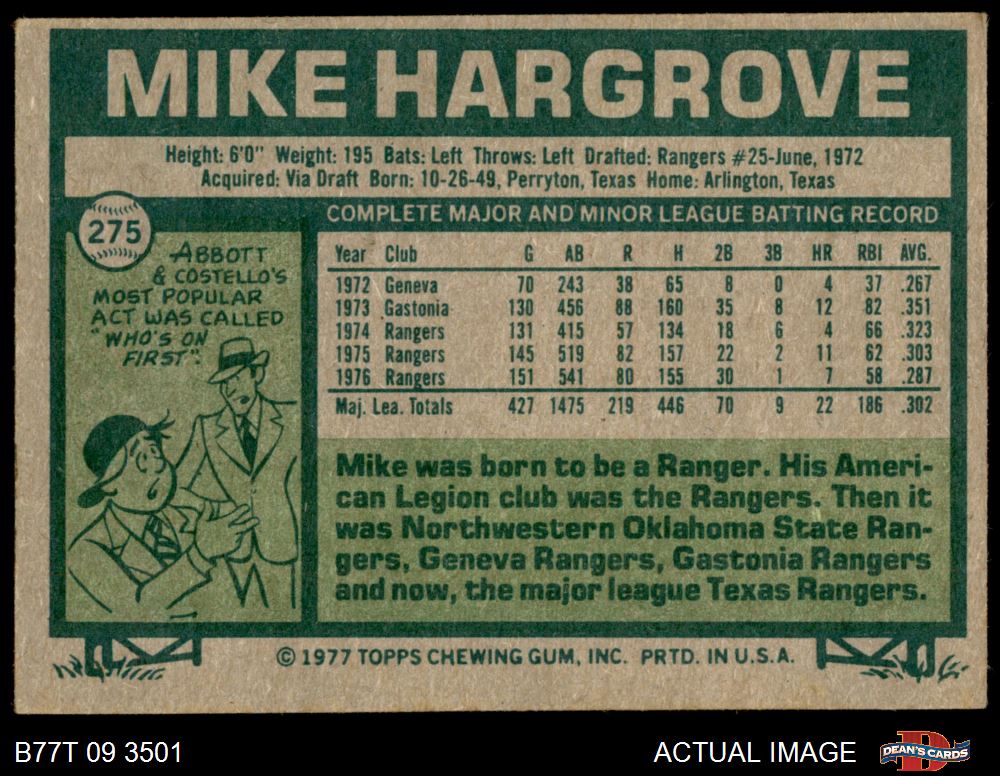 MIKE HARGROVE
Height: 6'0" Weight: 195 Bats: Left Throws: Left Drafted: Rangers #25-June, 1972
Acquired: Via Draft Born: 10-26-49, Perryton, Texas Home: Arlington, Texas
275
ABBOTT
& COSTELLO'S
MOST POPULAR
ACT WAS CALLED
"WHO'S ON
FIRST".
COMPLETE MAJOR AND MINOR LEAGUE BATTING RECORD
Year Club G AB R H 2B 3B HR RBI AVG.
1972 Geneva 70 243 38 65 8 0 4 37 .267
1973 Gastonia 130 456 88 160 35 8 12 82 .351
1974 Rangers 131 415 57 134 18 6 4 66 .323
1975 Rangers 145 519 82 157 22 2 11 62 .303
1976 Rangers 151 541 80 155 30 1 7 58 .287
Maj. Lea. Totals 427 1475 219 446 70 9 22 186 .302
Mike was born to be a Ranger. His Ameri-
can Legion club was the Rangers. Then it
was Northwestern Oklahoma State Ran-
gers, Geneva Rangers, Gastonia Rangers
and now, the major league Texas Rangers.
© 1977 TOPPS CHEWING GUM, INC. PRTD. IN U.S.A.
B77T 09 3501
ACTUAL IMAGE
D
DEAN'S CARDS